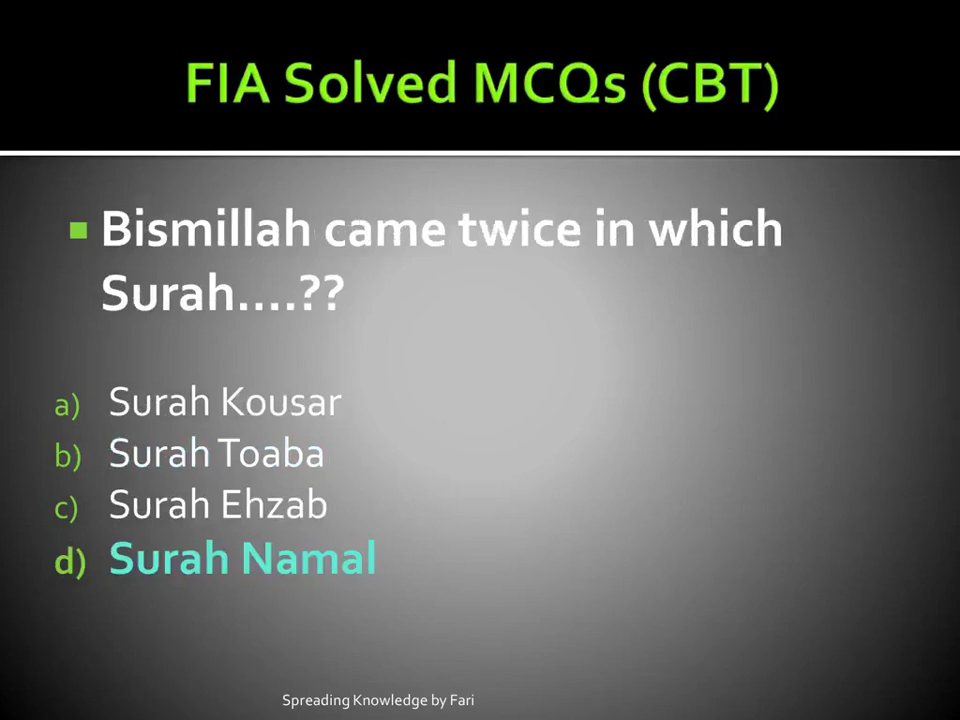 FIA Solved MCQs (CBT)
Bismillah came twice in which
Surah....??
a) Surah Kousar
b) Surah Toaba
c) Surah Ehzab
d) Surah Namal
Spreading Knowledge by Fari